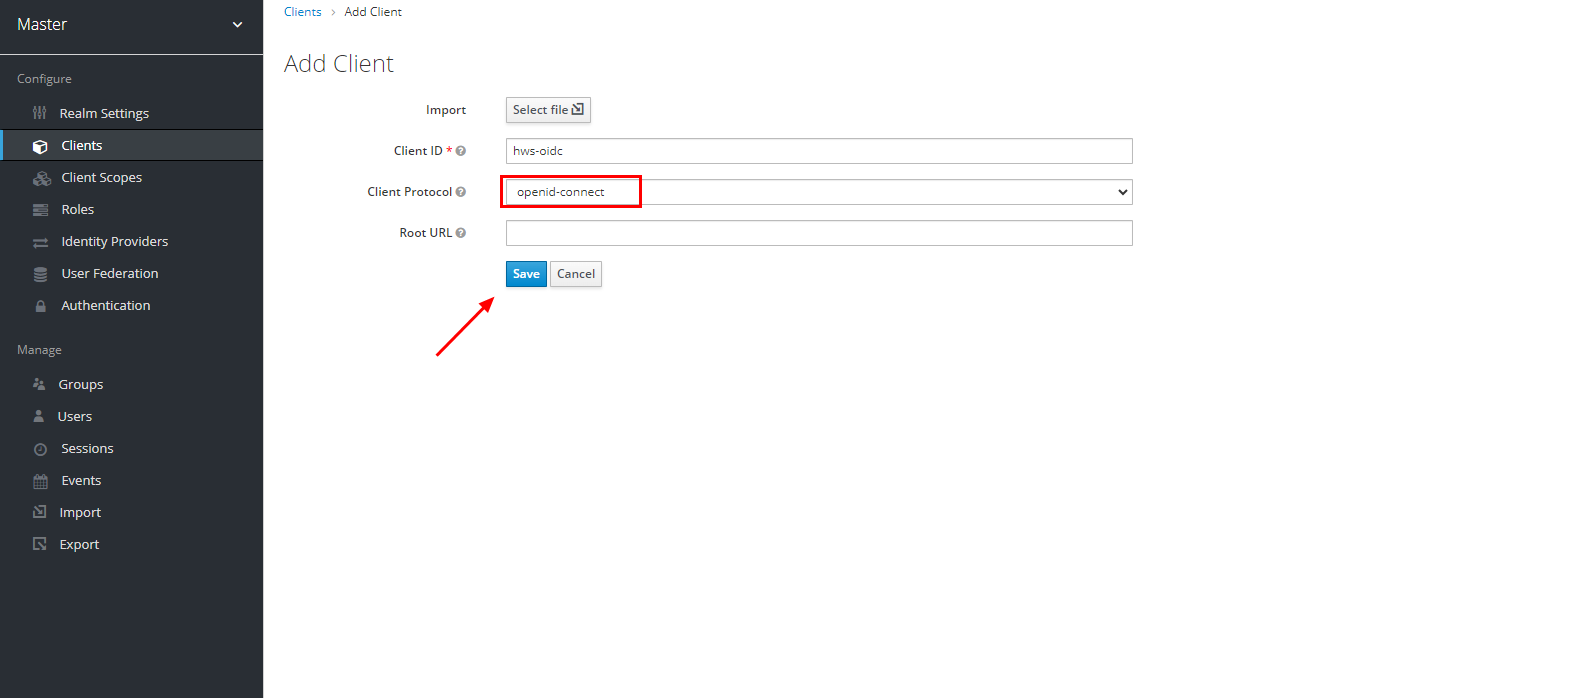 Master
Configure
Realm Settings
Clients
Client Scopes
Roles
Identity Providers
User Federation
Authentication
Manage
Groups
Users
Sessions
Events
Import
Export
Clients › Add Client
Add Client
Import Select file
Client ID * hws-oidc
Client Protocol openid-connect
Root URL
Save Cancel